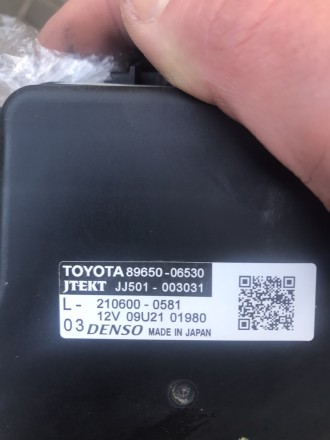 TOYOTA 89650-06530
JTEKT JJ501-003031
L- 210600-0581
12V 09U21 01980
03 DENSO MADE IN JAPAN